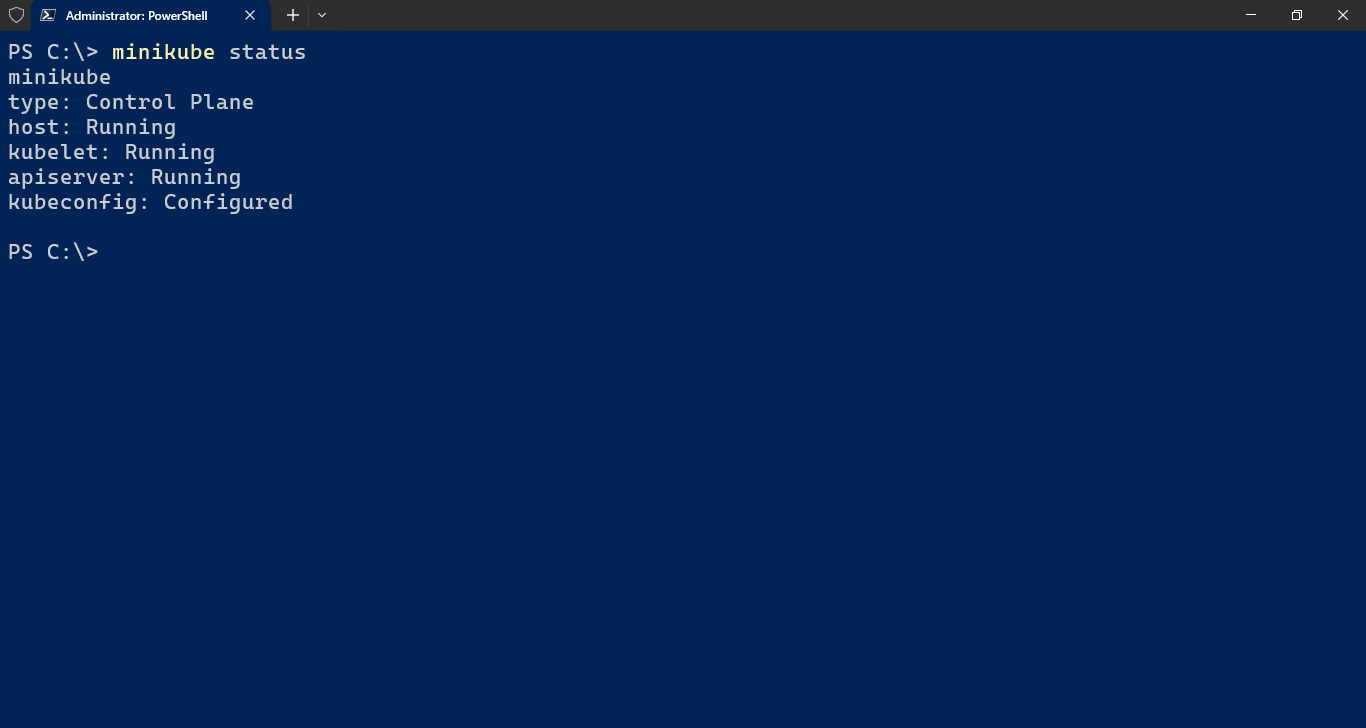 Administrator: PowerShell
PS C:\> minikube status
minikube
type: Control Plane
host: Running
kubelet: Running
apiserver: Running
kubeconfig: Configured
PS C:\>